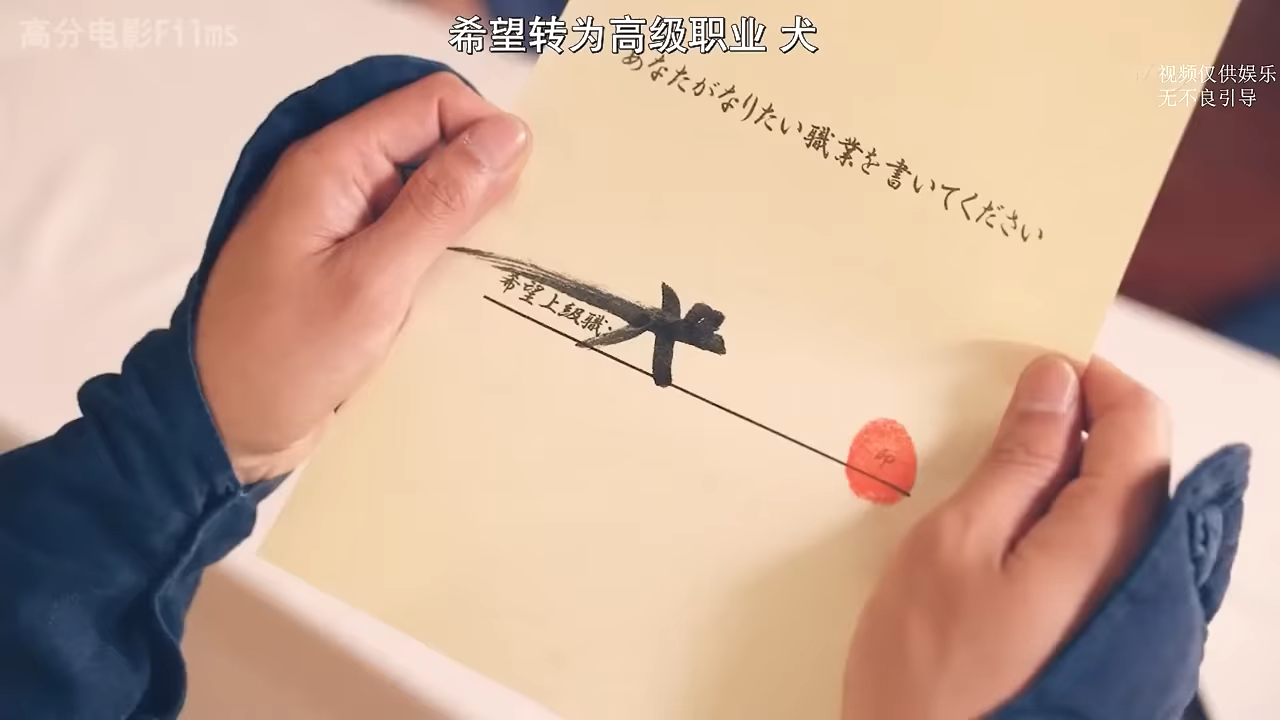 高分电影Films
希望转为高级职业 犬
视频仅供娱乐
无不良引导
あなたがなりたい職業を書いてください
希望上級職:
犬
印